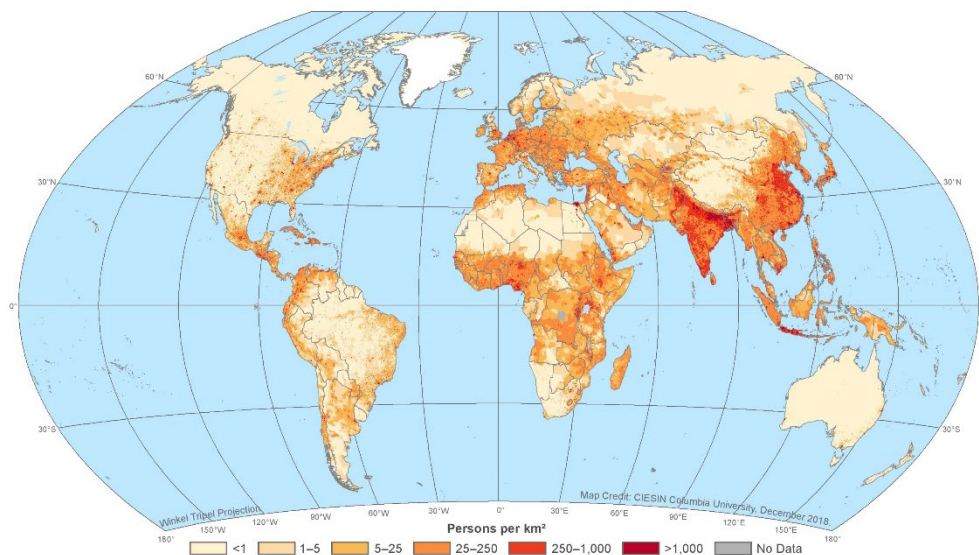 60°N
60°N
30°N
30°N
0°
0°
30°S
30°S
Winkel Tripel Projection
Map Credit: CIESIN Columbia University, December 2018.
180° 150°W 120°W 90°W 60°W 30°W 0° 30°E 60°E 90°E 120°E 150°E 180°
Persons per km²
<1 1–5 5–25 25–250 250–1,000 >1,000 No Data